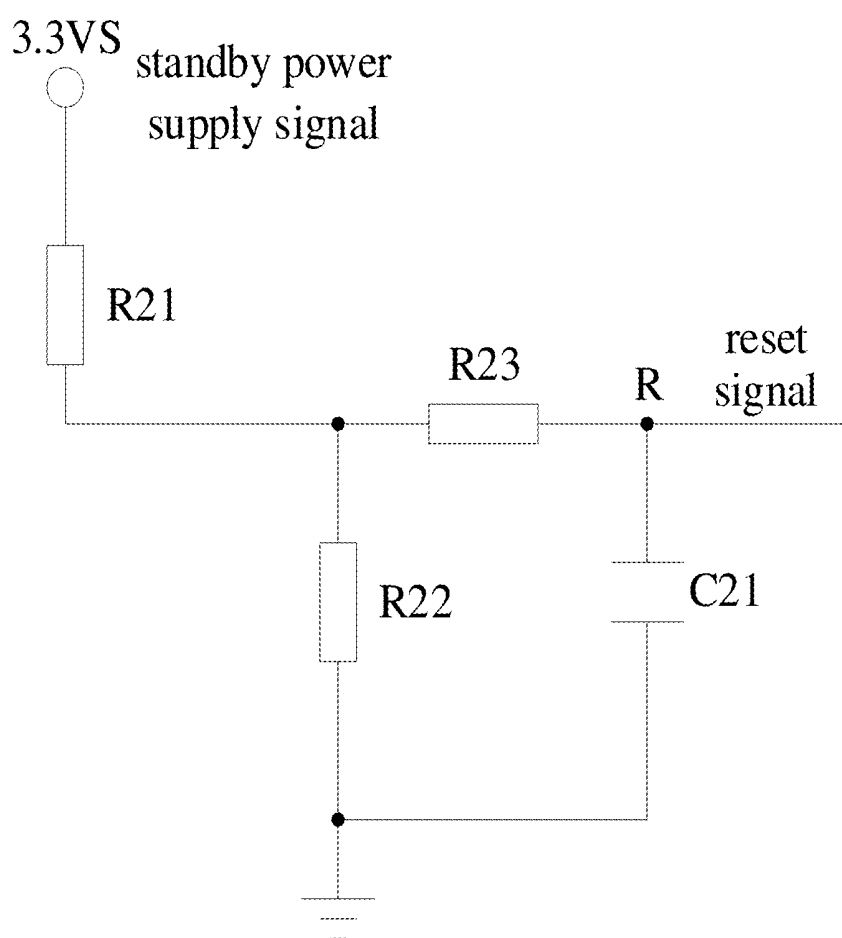 3.3VS
standby power
supply signal
R21
R23
R
reset
signal
R22
C21